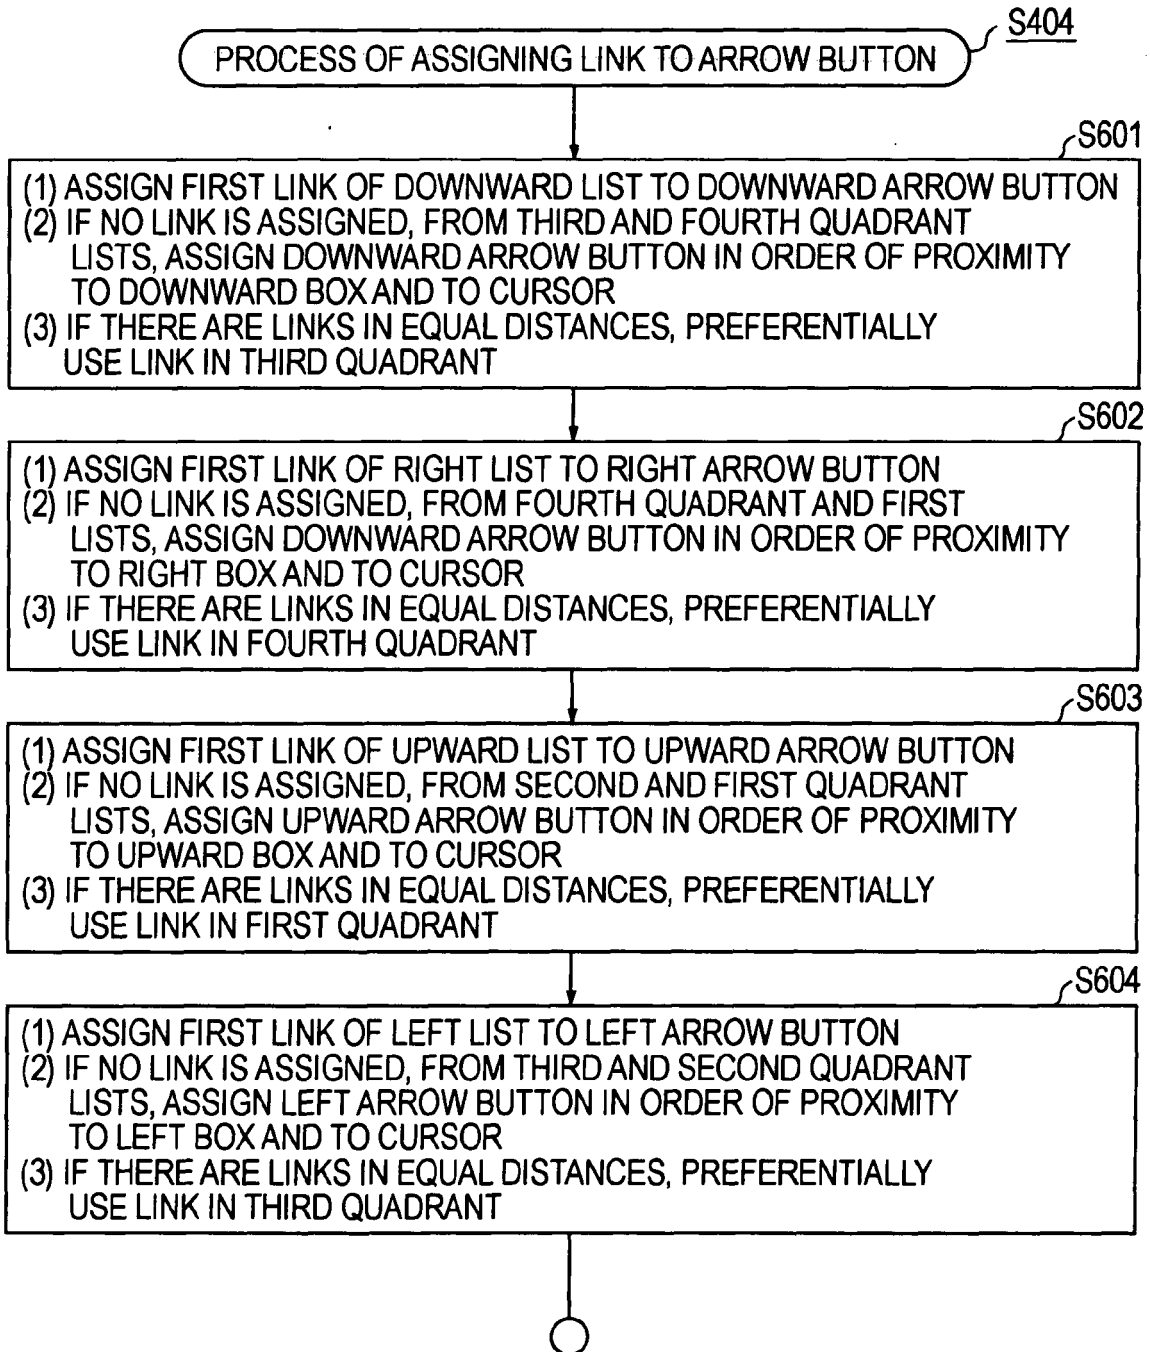 S404
PROCESS OF ASSIGNING LINK TO ARROW BUTTON
S601
(1) ASSIGN FIRST LINK OF DOWNWARD LIST TO DOWNWARD ARROW BUTTON
(2) IF NO LINK IS ASSIGNED, FROM THIRD AND FOURTH QUADRANT
LISTS, ASSIGN DOWNWARD ARROW BUTTON IN ORDER OF PROXIMITY
TO DOWNWARD BOX AND TO CURSOR
(3) IF THERE ARE LINKS IN EQUAL DISTANCES, PREFERENTIALLY
USE LINK IN THIRD QUADRANT
S602
(1) ASSIGN FIRST LINK OF RIGHT LIST TO RIGHT ARROW BUTTON
(2) IF NO LINK IS ASSIGNED, FROM FOURTH QUADRANT AND FIRST
LISTS, ASSIGN DOWNWARD ARROW BUTTON IN ORDER OF PROXIMITY
TO RIGHT BOX AND TO CURSOR
(3) IF THERE ARE LINKS IN EQUAL DISTANCES, PREFERENTIALLY
USE LINK IN FOURTH QUADRANT
S603
(1) ASSIGN FIRST LINK OF UPWARD LIST TO UPWARD ARROW BUTTON
(2) IF NO LINK IS ASSIGNED, FROM SECOND AND FIRST QUADRANT
LISTS, ASSIGN UPWARD ARROW BUTTON IN ORDER OF PROXIMITY
TO UPWARD BOX AND TO CURSOR
(3) IF THERE ARE LINKS IN EQUAL DISTANCES, PREFERENTIALLY
USE LINK IN FIRST QUADRANT
S604
(1) ASSIGN FIRST LINK OF LEFT LIST TO LEFT ARROW BUTTON
(2) IF NO LINK IS ASSIGNED, FROM THIRD AND SECOND QUADRANT
LISTS, ASSIGN LEFT ARROW BUTTON IN ORDER OF PROXIMITY
TO LEFT BOX AND TO CURSOR
(3) IF THERE ARE LINKS IN EQUAL DISTANCES, PREFERENTIALLY
USE LINK IN THIRD QUADRANT